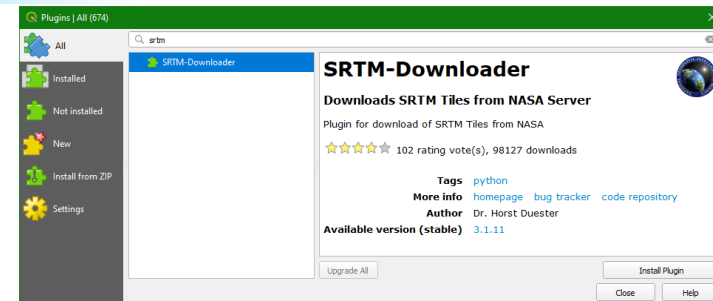 Plugins | All (674)
All
Installed
Not installed
New
Install from ZIP
Settings
srtm
SRTM-Downloader
SRTM-Downloader
Downloads SRTM Tiles from NASA Server
Plugin for download of SRTM Tiles from NASA
102 rating vote(s), 98127 downloads
Tags python
More info homepage bug tracker code repository
Author Dr. Horst Duester
Available version (stable) 3.1.11
Upgrade All
Install Plugin
Close
Help